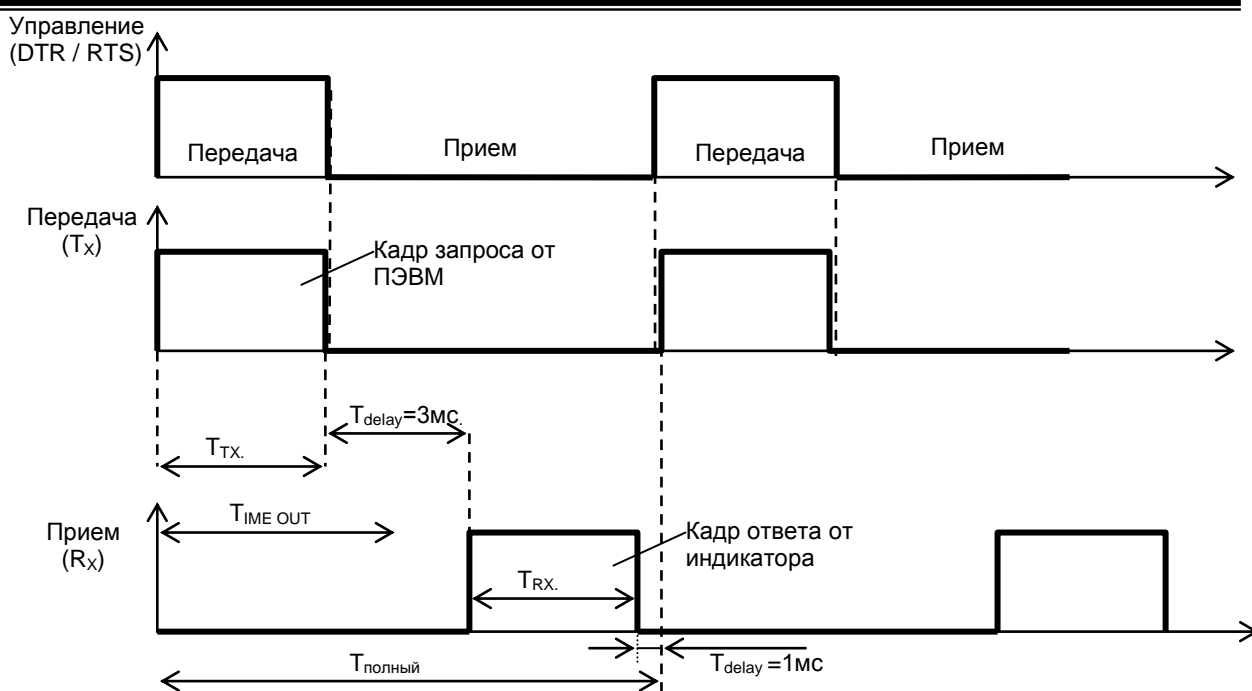 Управление
(DTR / RTS)
Передача
Прием
Передача
Прием
Передача
(TX)
Кадр запроса от
ПЭВМ
Tdelay=3мс.
TTX.
TIME OUT
Прием
(RX)
Кадр ответа от
индикатора
TRX.
Tполный
Tdelay =1мс